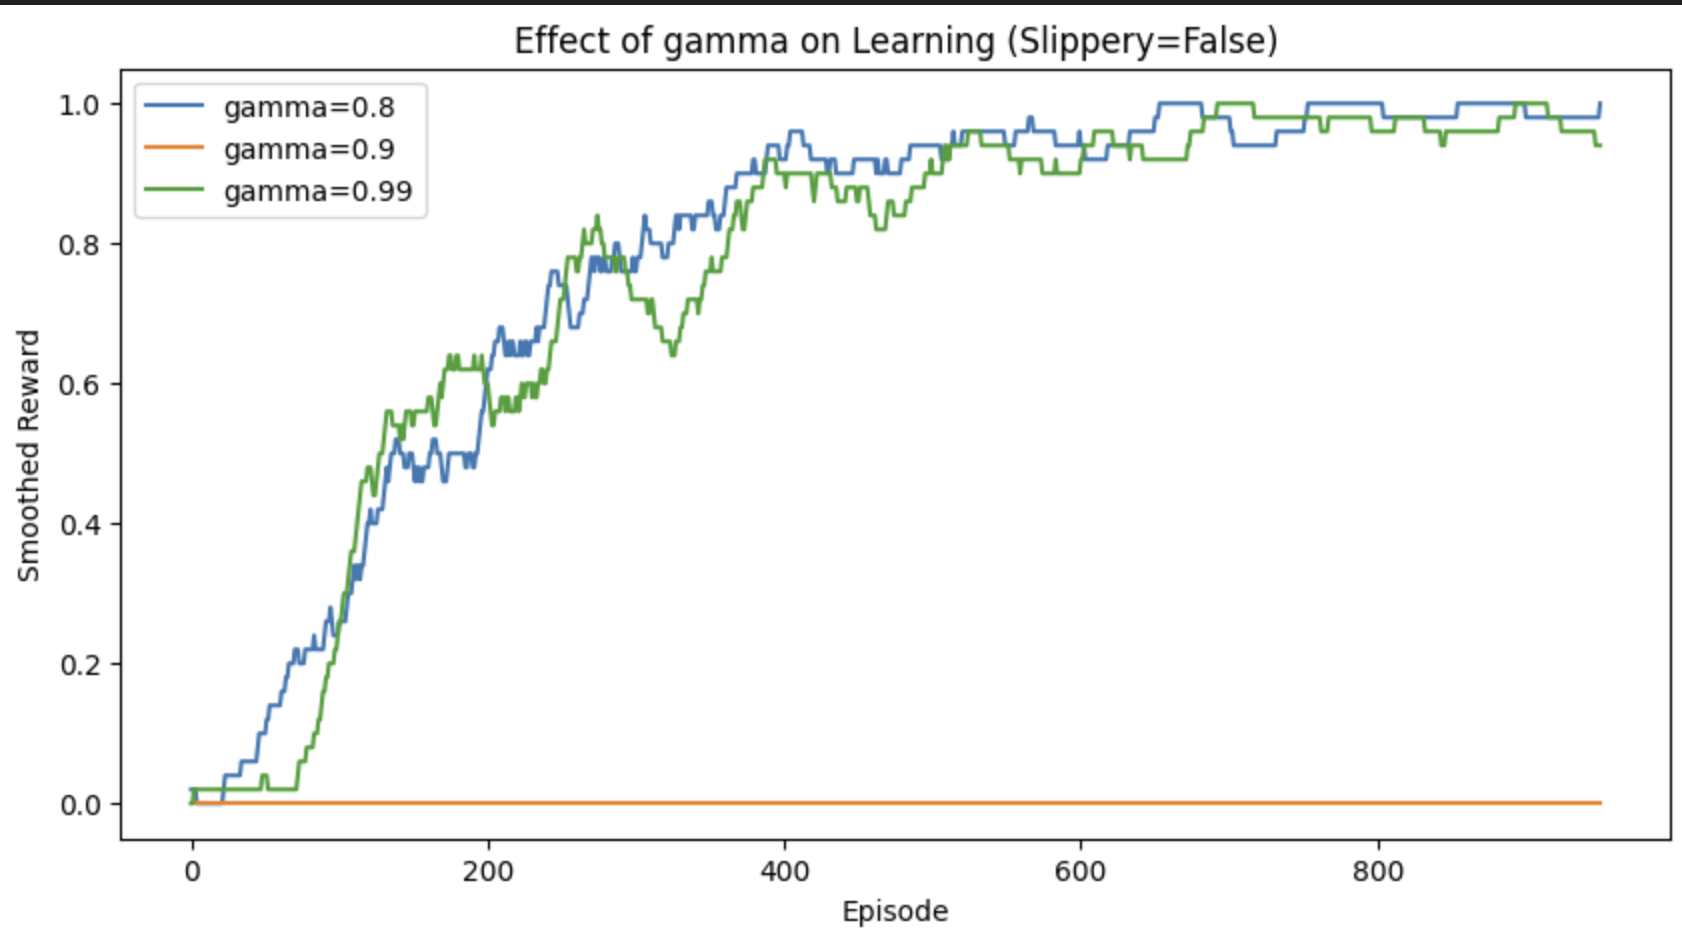 Effect of gamma on Learning (Slippery=False)
gamma=0.8
gamma=0.9
gamma=0.99
1.0
0.8
0.6
0.4
0.2
0.0
Smoothed Reward
0 200 400 600 800
Episode